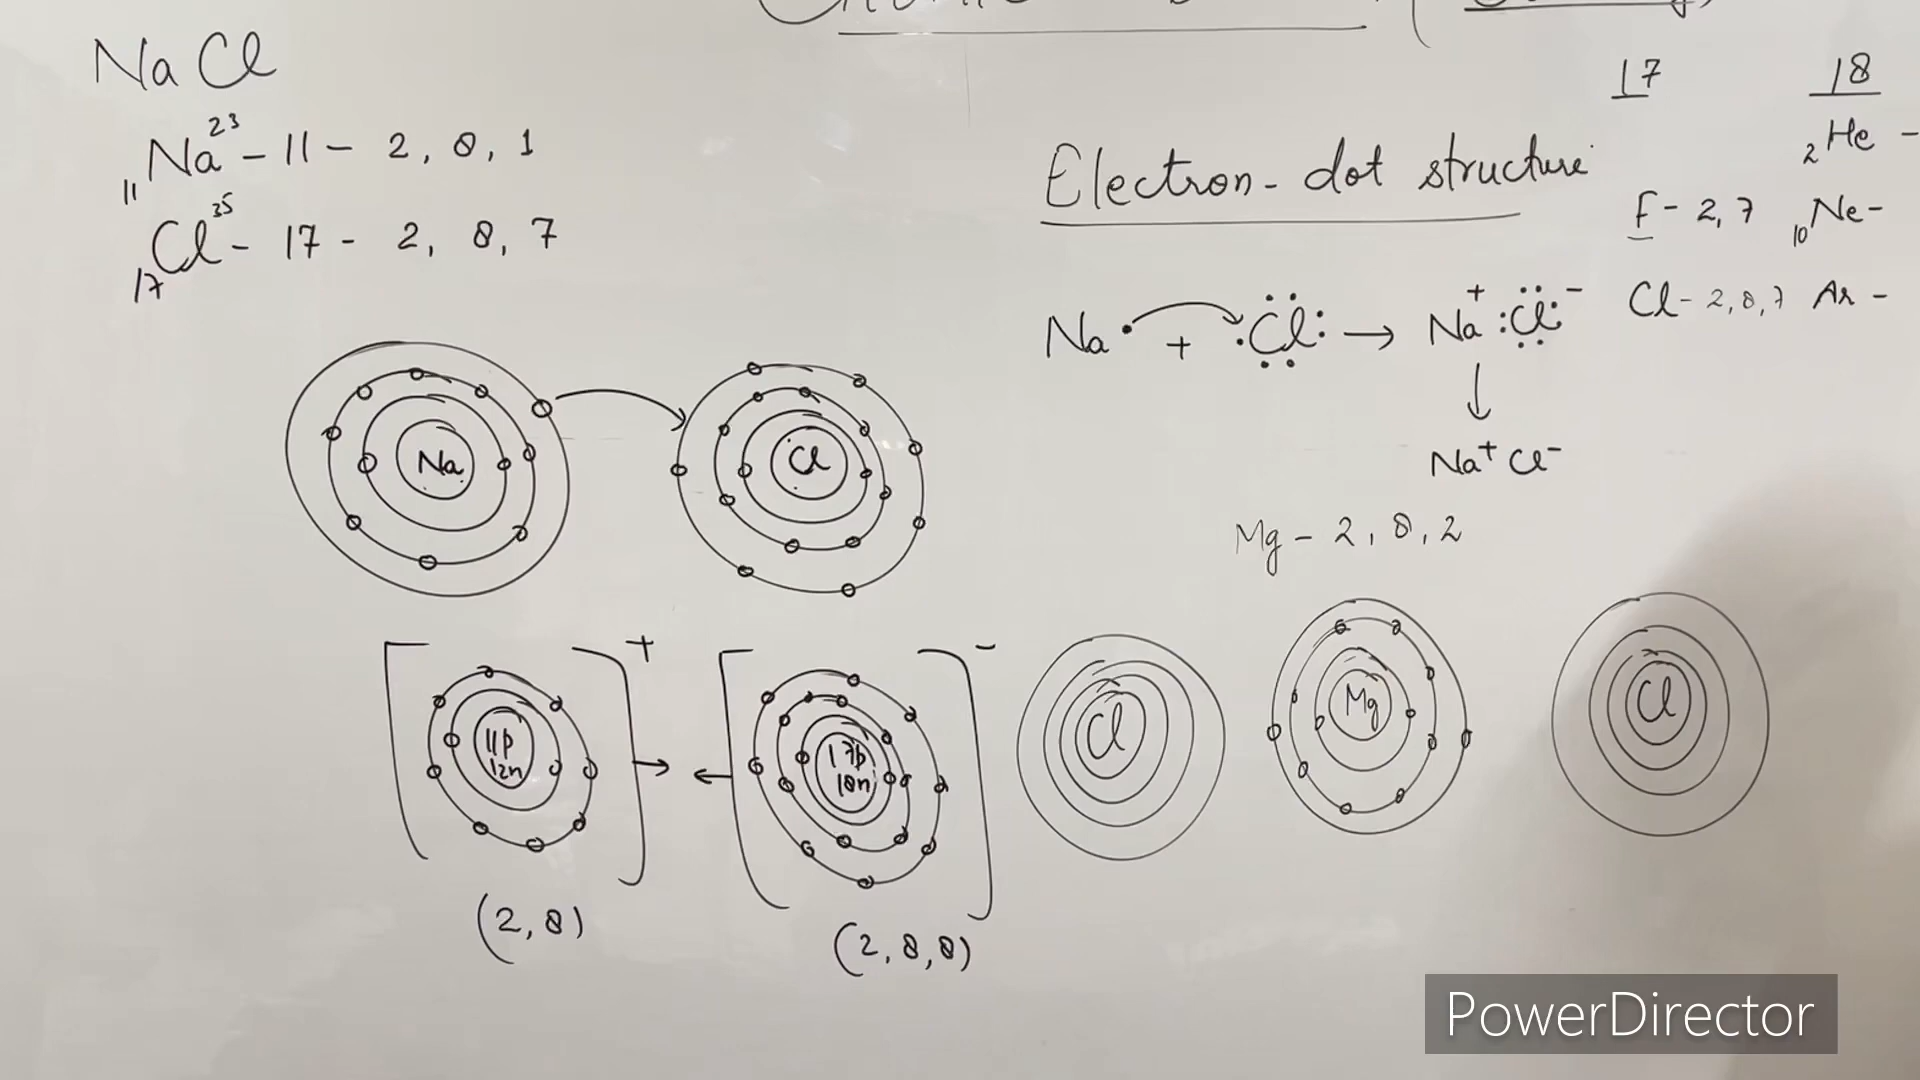 NaCl
₁₁Na²³ - 11 - 2, 8, 1
₁₇Cl³⁵ - 17 - 2, 8, 7
17 18
₂He -
F - 2, 7 ₁₀Ne -
Cl - 2, 8, 7 Ar -
Electron-dot structure
Na• + :Cl: → Na⁺ :Cl:⁻
↓
Na⁺ Cl⁻
Mg - 2, 8, 2
Na Cl
[11p 12n]⁺ → ← [17p 18n]⁻
(2, 8) (2, 8, 8)
Cl Mg Cl
PowerDirector